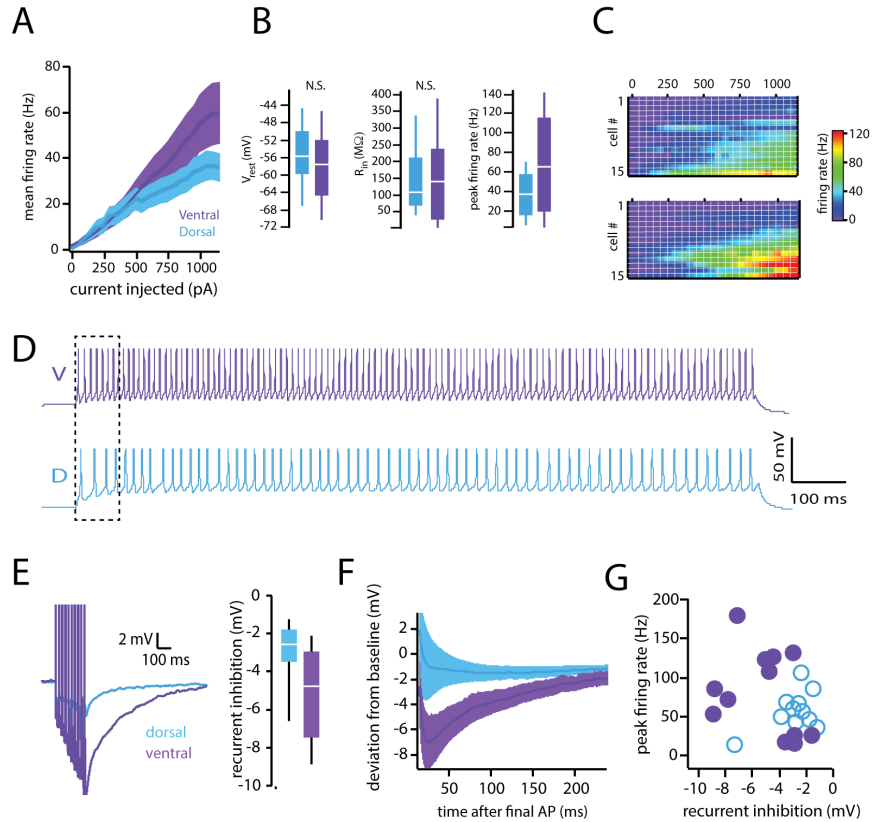 A
B
C
mean firing rate (Hz)
80
60
40
20
0
Ventral
Dorsal
0 250 500 750 1000
current injected (pA)
N.S.
Vrest (mV)
-44
-48
-52
-56
-60
-64
-68
-72
N.S.
Rin (MΩ)
400
350
300
250
200
150
100
50
0
peak firing rate (Hz)
140
120
100
80
60
40
20
0 250 500 750 1000
1
cell #
15
1
cell #
15
120
80
40
0
firing rate (Hz)
D
V
D
50 mV
100 ms
E
F
G
2 mV
100 ms
dorsal
ventral
recurrent inhibition (mV)
0
-2
-4
-6
-8
-10
deviation from baseline (mV)
2
0
-2
-4
-6
-8
50 100 150 200
time after final AP (ms)
peak firing rate (Hz)
200
150
100
50
0
-10 -8 -6 -4 -2 0
recurrent inhibition (mV)